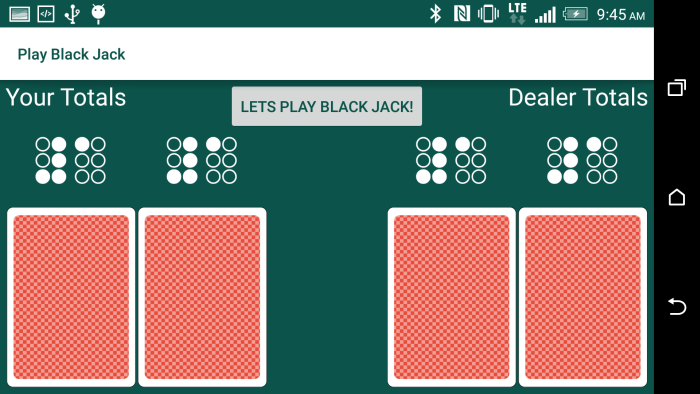 LTE 9:45 AM
Play Black Jack
Your Totals
LETS PLAY BLACK JACK!
Dealer Totals
⠼⠁ ⠼⠁ ⠼⠁ ⠼⠁